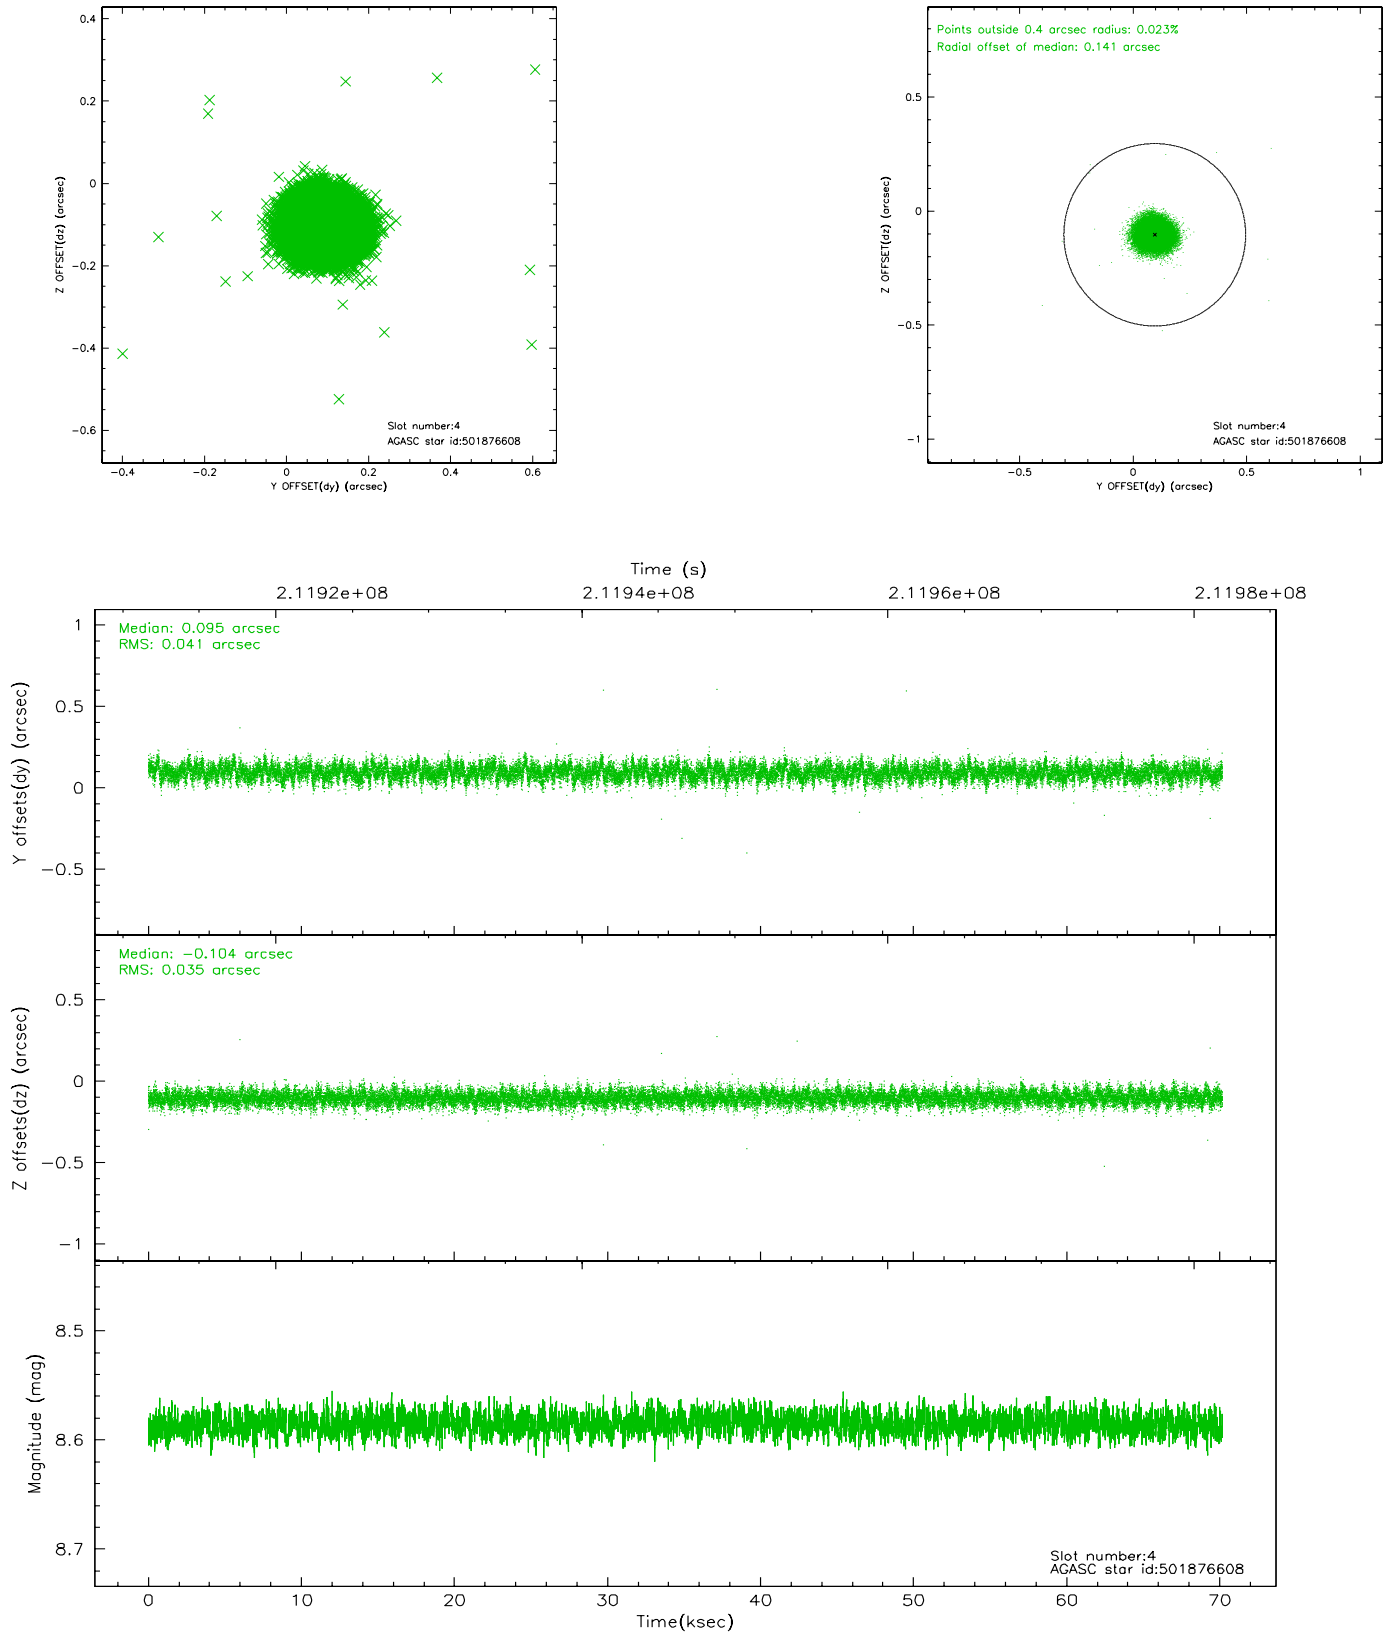 0.4
0.2
0
−0.2
−0.4
−0.6
Z OFFSET(dz) (arcsec)
Slot number:4
AGASC star id:501876608
−0.4 −0.2 0 0.2 0.4 0.6
Y OFFSET(dy) (arcsec)
Points outside 0.4 arcsec radius: 0.023%
Radial offset of median: 0.141 arcsec
0.5
0
−0.5
−1
Z OFFSET(dz) (arcsec)
Slot number:4
AGASC star id:501876608
−0.5 0 0.5 1
Y OFFSET(dy) (arcsec)
Time (s)
2.1192e+08 2.1194e+08 2.1196e+08 2.1198e+08
Median: 0.095 arcsec
RMS: 0.041 arcsec
1
0.5
0
−0.5
Y offsets(dy) (arcsec)
Median: −0.104 arcsec
RMS: 0.035 arcsec
0.5
0
−0.5
−1
Z offsets(dz) (arcsec)
8.5
8.6
8.7
Magnitude (mag)
Slot number:4
AGASC star id:501876608
0 10 20 30 40 50 60 70
Time(ksec)